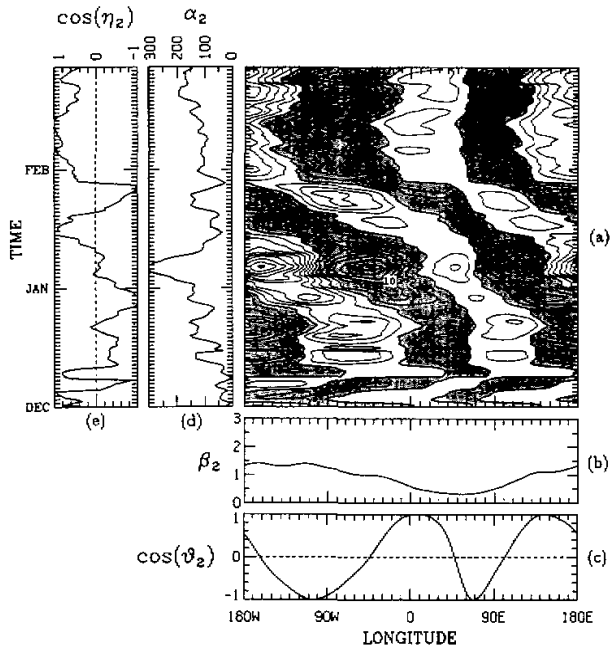 cos(η₂)
α₂
1 0 -1
300 200 100 0
FEB
TIME
JAN
DEC
10
(a)
(e)
(d)
β₂
3
2
1
0
(b)
cos(ϑ₂)
1
0
-1
(c)
180W 90W 0 90E 180E
LONGITUDE